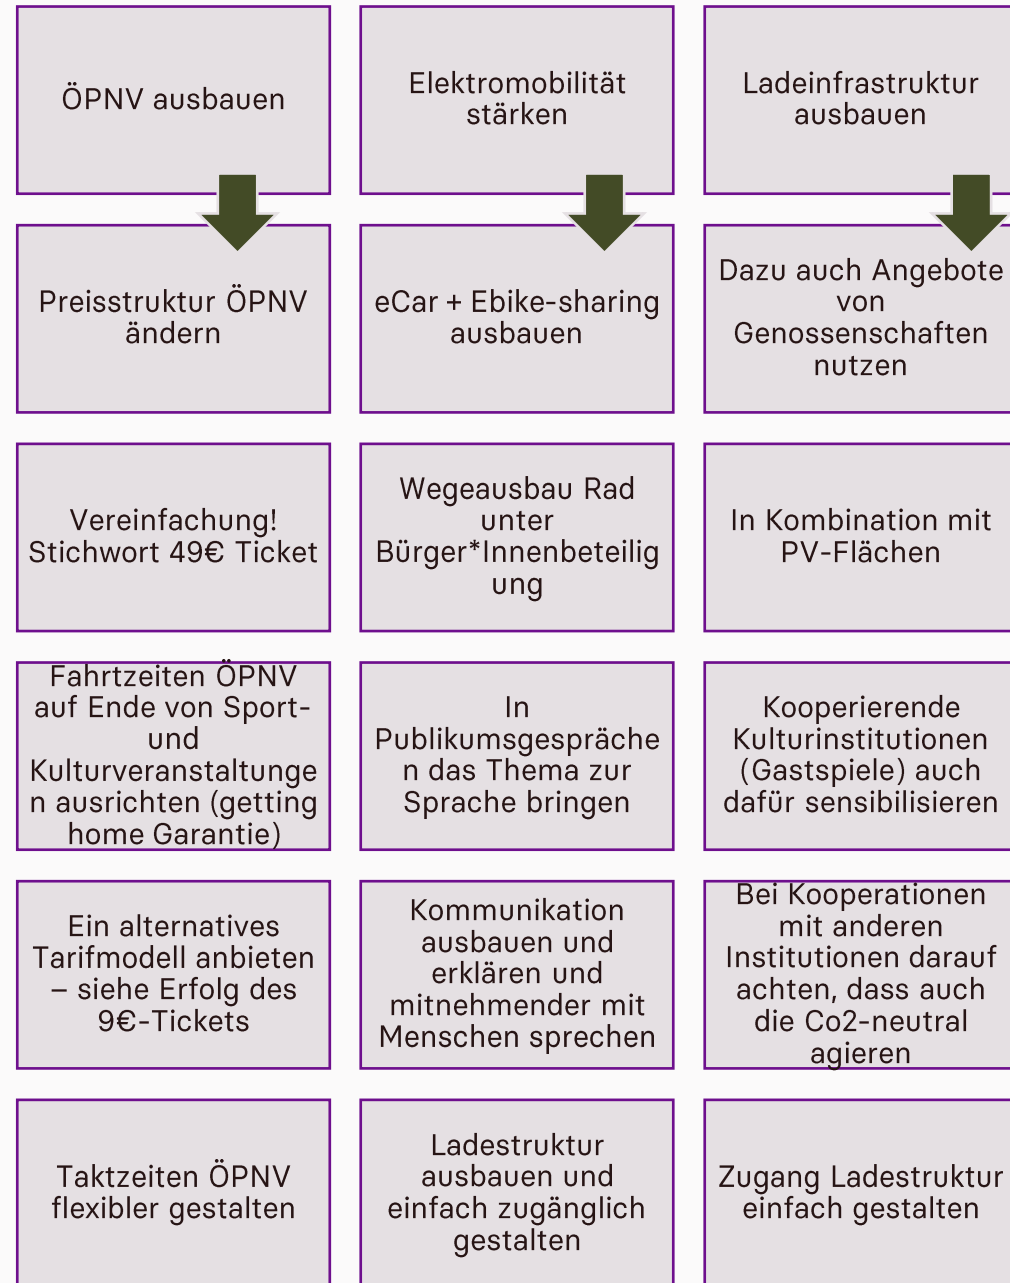 ÖPNV ausbauen
Elektromobilität
stärken
Ladeinfrastruktur
ausbauen
Preisstruktur ÖPNV
ändern
eCar + Ebike-sharing
ausbauen
Dazu auch Angebote
von
Genossenschaften
nutzen
Vereinfachung!
Stichwort 49€ Ticket
Wegeausbau Rad
unter
Bürger*Innenbeteilig
ung
In Kombination mit
PV-Flächen
Fahrtzeiten ÖPNV
auf Ende von Sport-
und
Kulturveranstaltunge
n ausrichten (getting
home Garantie)
In
Publikumsgespräche
n das Thema zur
Sprache bringen
Kooperierende
Kulturinstitutionen
(Gastspiele) auch
dafür sensibilisieren
Ein alternatives
Tarifmodell anbieten
– siehe Erfolg des
9€-Tickets
Kommunikation
ausbauen und
erklären und
mitnehmender mit
Menschen sprechen
Bei Kooperationen
mit anderen
Institutionen darauf
achten, dass auch
die Co2-neutral
agieren
Taktzeiten ÖPNV
flexibler gestalten
Ladestruktur
ausbauen und
einfach zugänglich
gestalten
Zugang Ladestruktur
einfach gestalten